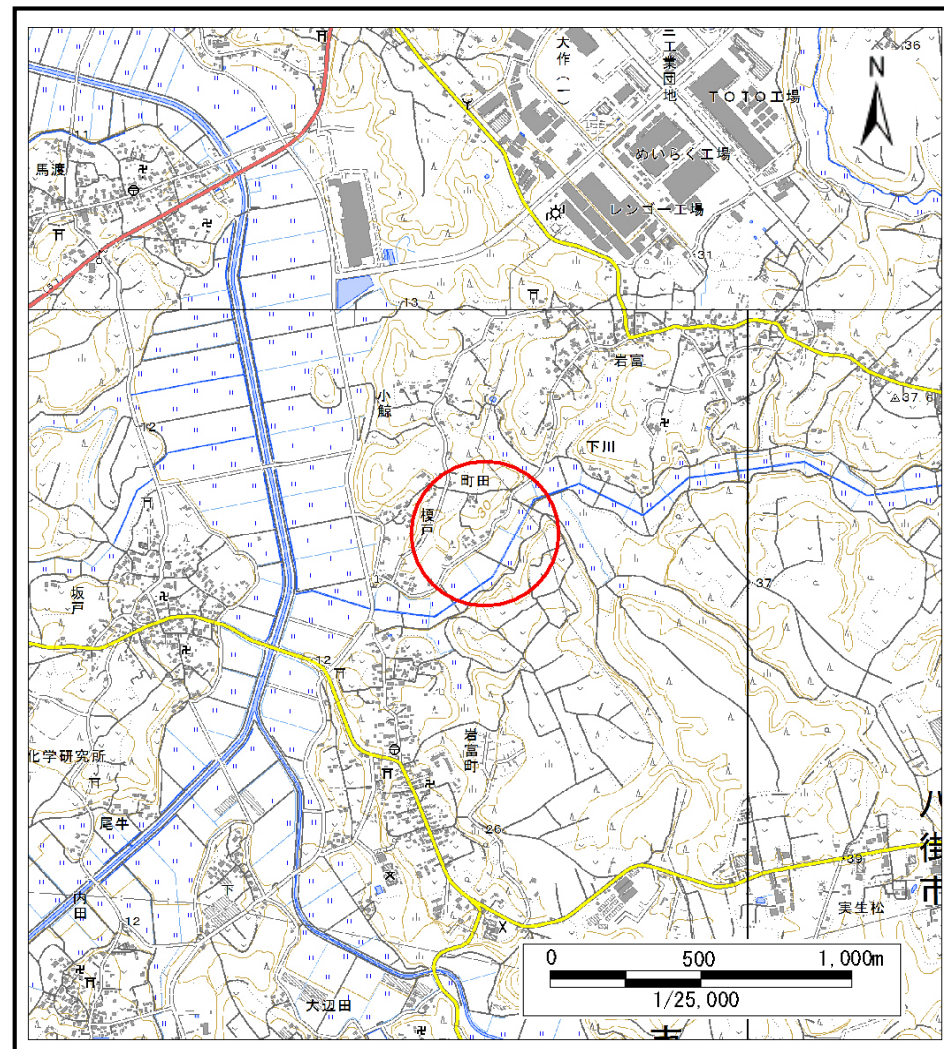 大作(一)
三工業団地
36
N
TOTO工場
11
馬渡
めいらく工場
レンゴー工場
31
13
小鯨
岩富
37.6
12
下川
町田
榎戸
30
37
坂戸
12
岩富町
化学研究所
尾牛
26
八街市
39
内田
下
12
実生松
0 500 1,000m
1/25,000
大辺田